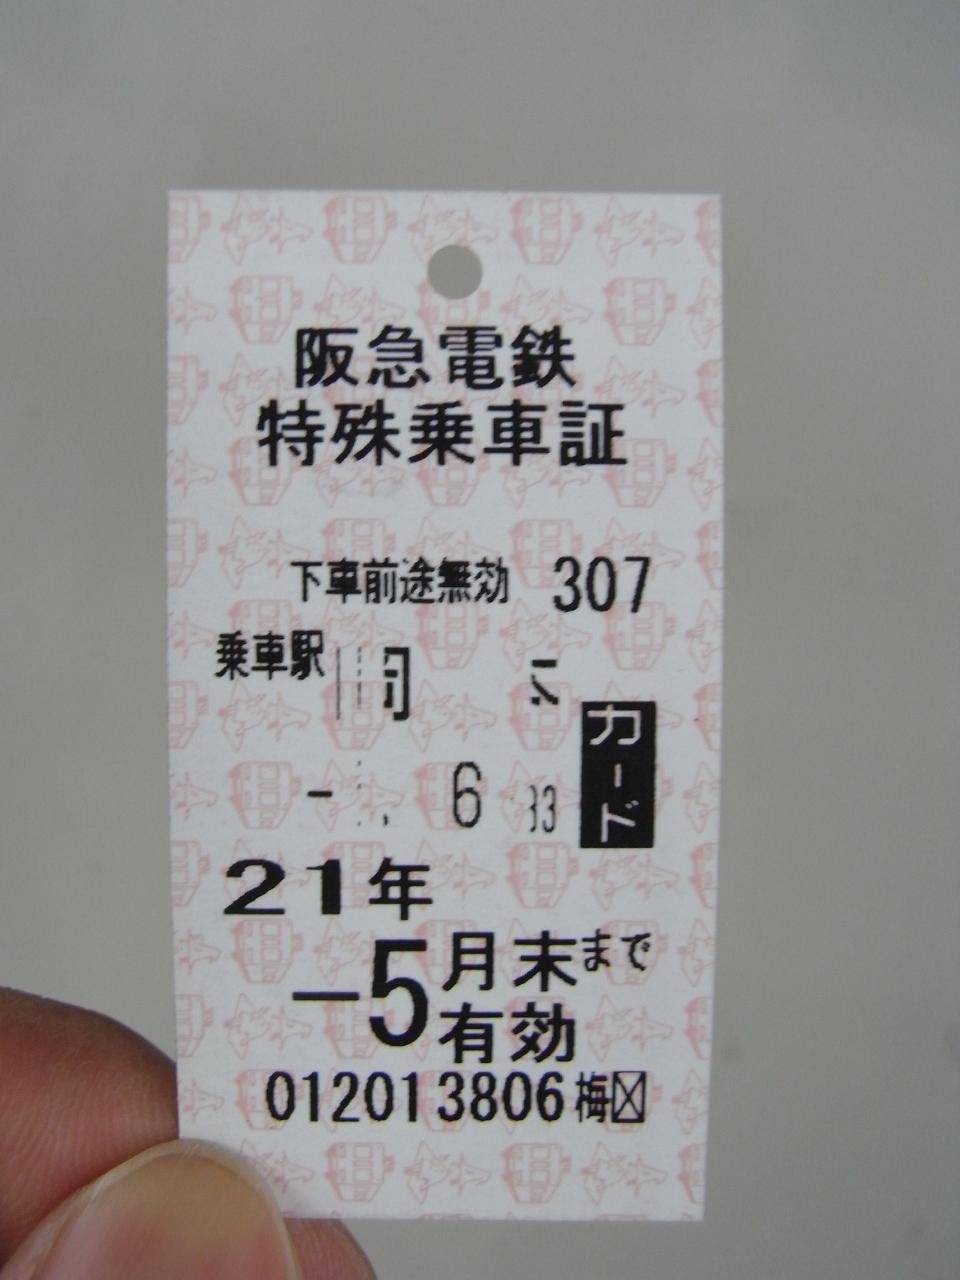 阪急電鉄
特殊乗車証
下車前途無効 307
乗車駅
6 33
カード
21年
-5月末まで
有効
012013806梅